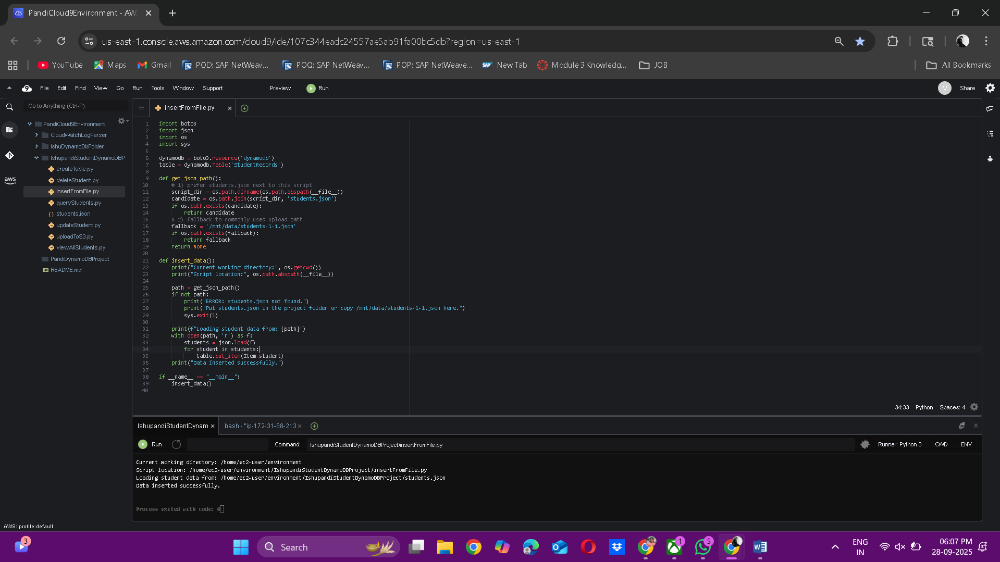 PandiCloud9Environment - AW
us-east-1.console.aws.amazon.com/cloud9/ide/107c344eadc24557ae5ab91fa00bc5db?region=us-east-1
YouTube Maps Gmail POD: SAP NetWeav... POQ: SAP NetWeav... POP: SAP NetWeave... SAP New Tab Module 3 Knowledg... JOB All Bookmarks
9 File Edit Find View Go Run Tools Window Support Preview Run V Share
Go to Anything (Ctrl-P)
PandiCloud9Environment
CloudWatchLogParser
IshuDynamoDbFolder
IshupandiStudentDynamoDBP
createTable.py
deleteStudent.py
insertFromFile.py
queryStudents.py
{} students.json
updateStudent.py
uploadToS3.py
viewAllStudents.py
PandiDynamoDBProject
README.md
aws
insertFromFile.py
1 import boto3
2 import json
3 import os
4 import sys
5
6 dynamodb = boto3.resource('dynamodb')
7 table = dynamodb.Table('StudentRecords')
8
9 def get_json_path():
10 # 1) prefer students.json next to this script
11 script_dir = os.path.dirname(os.path.abspath(__file__))
12 candidate = os.path.join(script_dir, 'students.json')
13 if os.path.exists(candidate):
14 return candidate
15 # 2) fallback to commonly used upload path
16 fallback = '/mnt/data/students-1-1.json'
17 if os.path.exists(fallback):
18 return fallback
19 return None
20
21 def insert_data():
22 print("Current working directory:", os.getcwd())
23 print("Script location:", os.path.abspath(__file__))
24
25 path = get_json_path()
26 if not path:
27 print("ERROR: students.json not found.")
28 print("Put students.json in the project folder or copy /mnt/data/students-1-1.json here.")
29 sys.exit(1)
30
31 print(f"Loading student data from: {path}")
32 with open(path, 'r') as f:
33 students = json.load(f)
34 for student in students:
35 table.put_item(Item=student)
36 print("Data inserted successfully.")
37
38 if __name__ == "__main__":
39 insert_data()
40
34:33 Python Spaces: 4
IshupandiStudentDynam bash - "ip-172-31-88-213
Run Command: IshupandiStudentDynamoDBProject/insertFromFile.py Runner: Python 3 CWD ENV
Current working directory: /home/ec2-user/environment
Script location: /home/ec2-user/environment/IshupandiStudentDynamoDBProject/insertFromFile.py
Loading student data from: /home/ec2-user/environment/IshupandiStudentDynamoDBProject/students.json
Data inserted successfully.
Process exited with code: 0
AWS: profile:default
3 Search 1 5 ENG IN 06:07 PM 28-09-2025